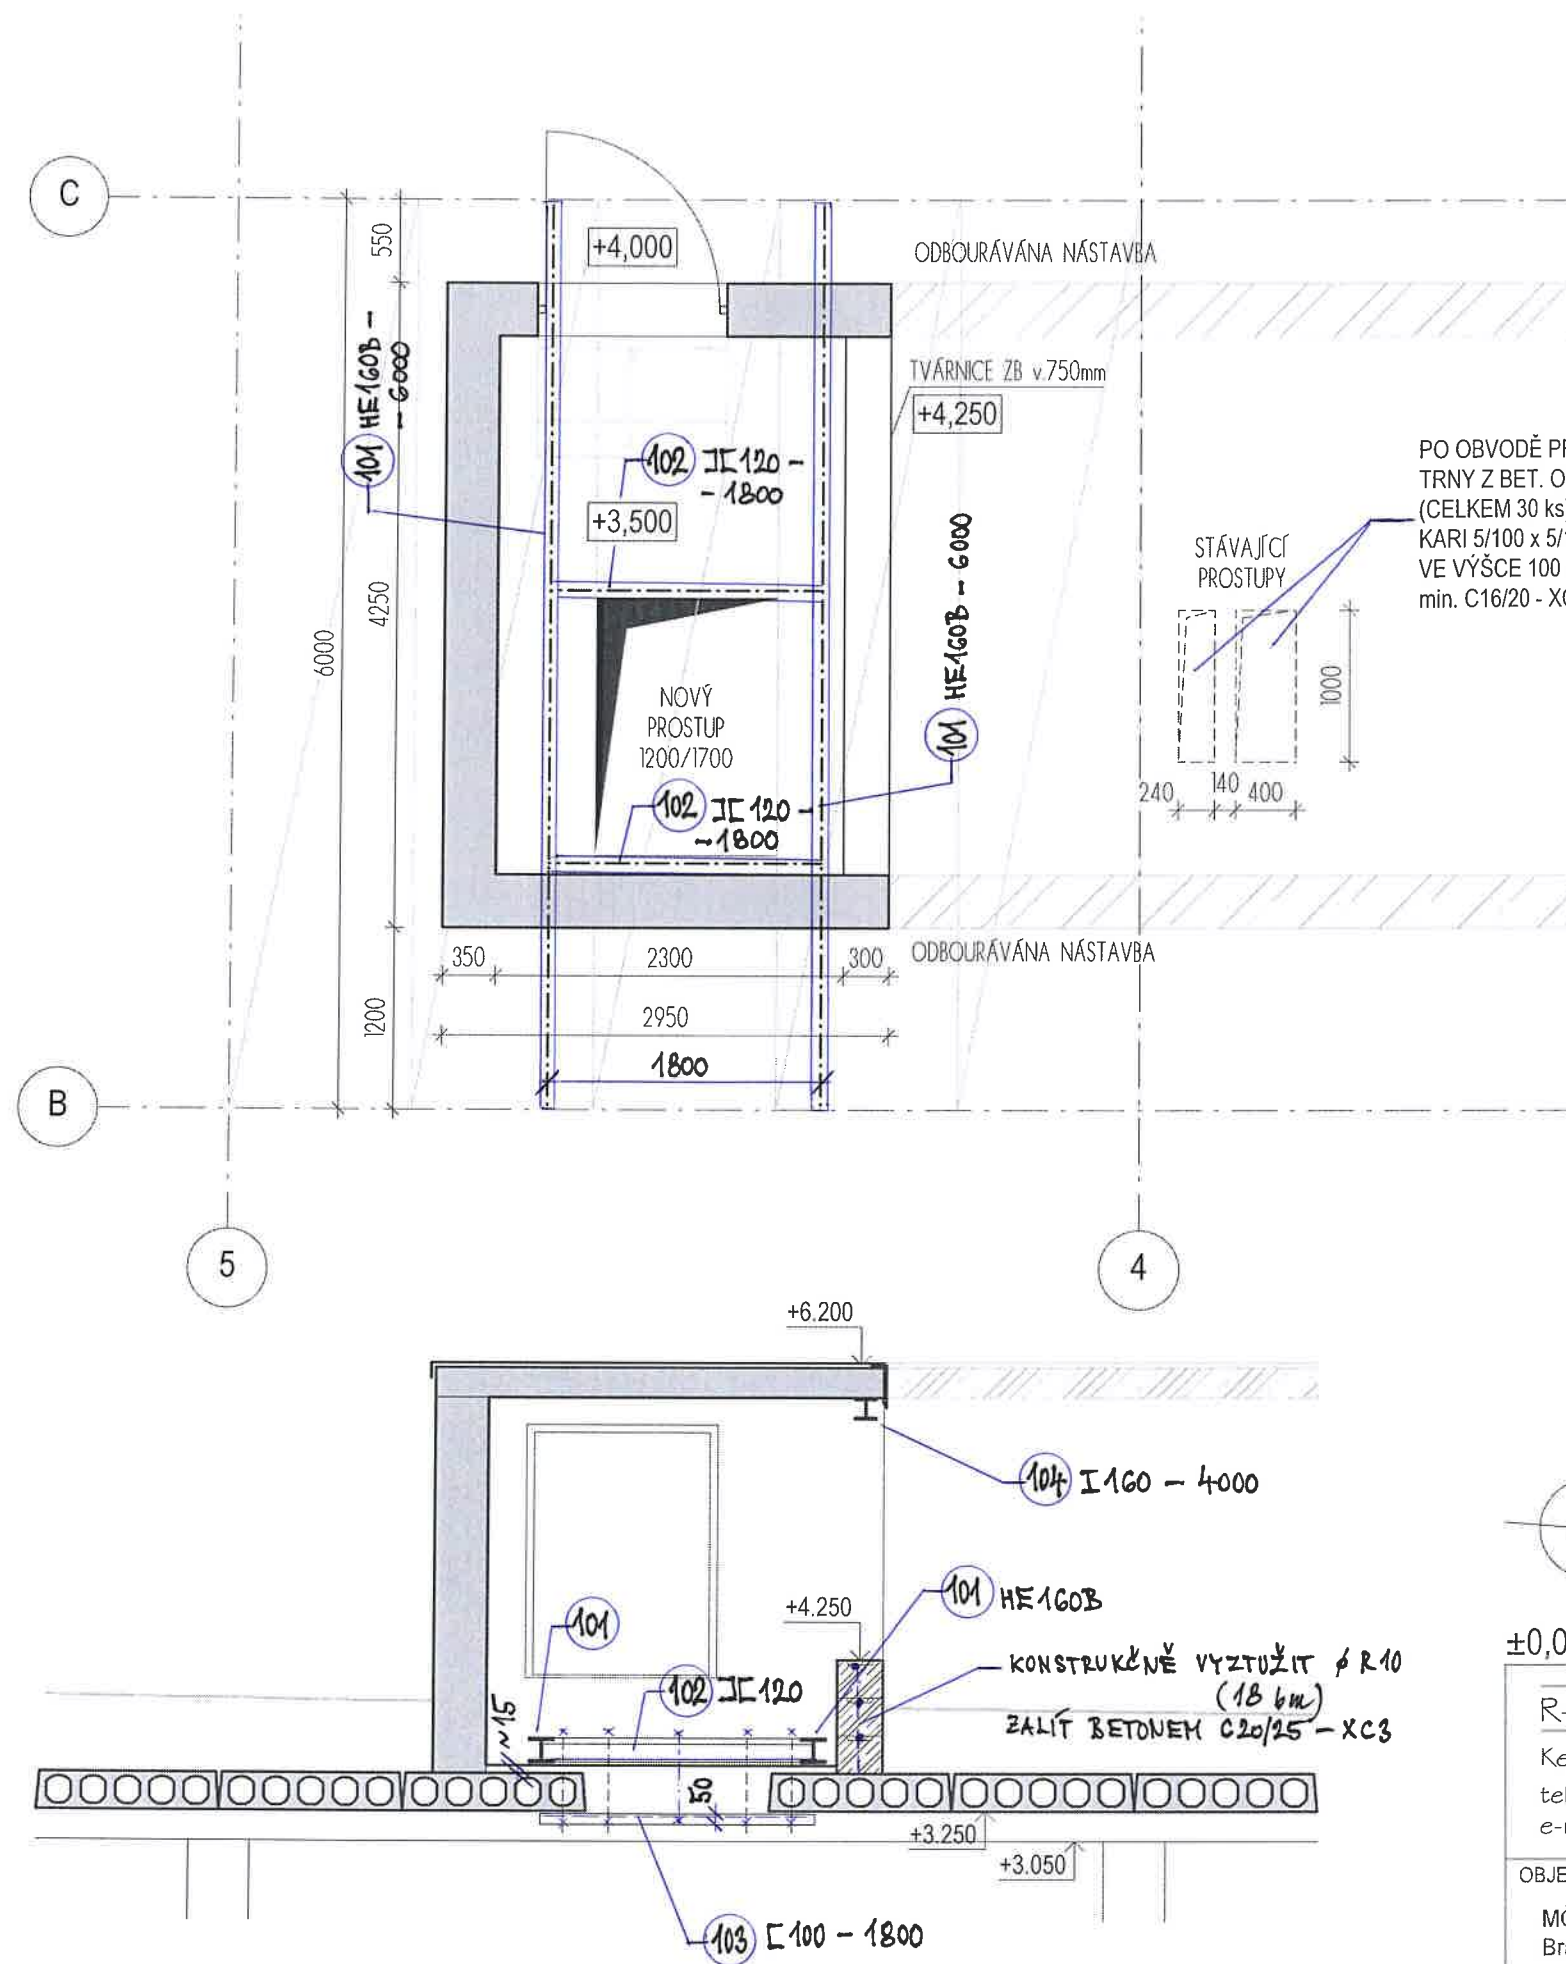 C
550
+4,000
ODBOURÁVÁNA NÁSTAVBA
101 HE160B -
- 6000
TVÁRNICE ZB v.750mm
+4,250
102 ][ 120 -
- 1800
+3,500
4250
6000
101 HE160B - 6000
STÁVAJÍCÍ
PROSTUPY
PO OBVODĚ
TRNY Z BET.
(CELKEM 30 ks
KARI 5/100 x
VE VÝŠCE 100
min. C16/20 -
1000
240
140
400
NOVÝ
PROSTUP
1200/1700
102 ][ 120 -
- 1800
350
2300
300
ODBOURÁVÁNA NÁSTAVBA
1200
2950
1800
B
5
4
+6.200
104 I 160 - 4000
101
+4.250
101 HE160B
KONSTRUKČNĚ VYZTUŽIT ϕ R10
(18 bm)
ZALÍT BETONEM C20/25 - XC3
102 ][ 120
~15
50
+3.250
+3.050
103 [ 100 - 1800
±0,0
R-